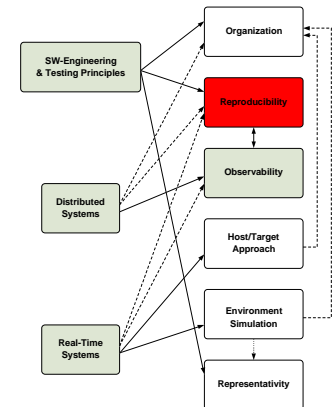 Organization
SW-Engineering
& Testing Principles
Reproducibility
Observability
Distributed
Systems
Host/Target
Approach
Environment
Simulation
Real-Time
Systems
Representativity